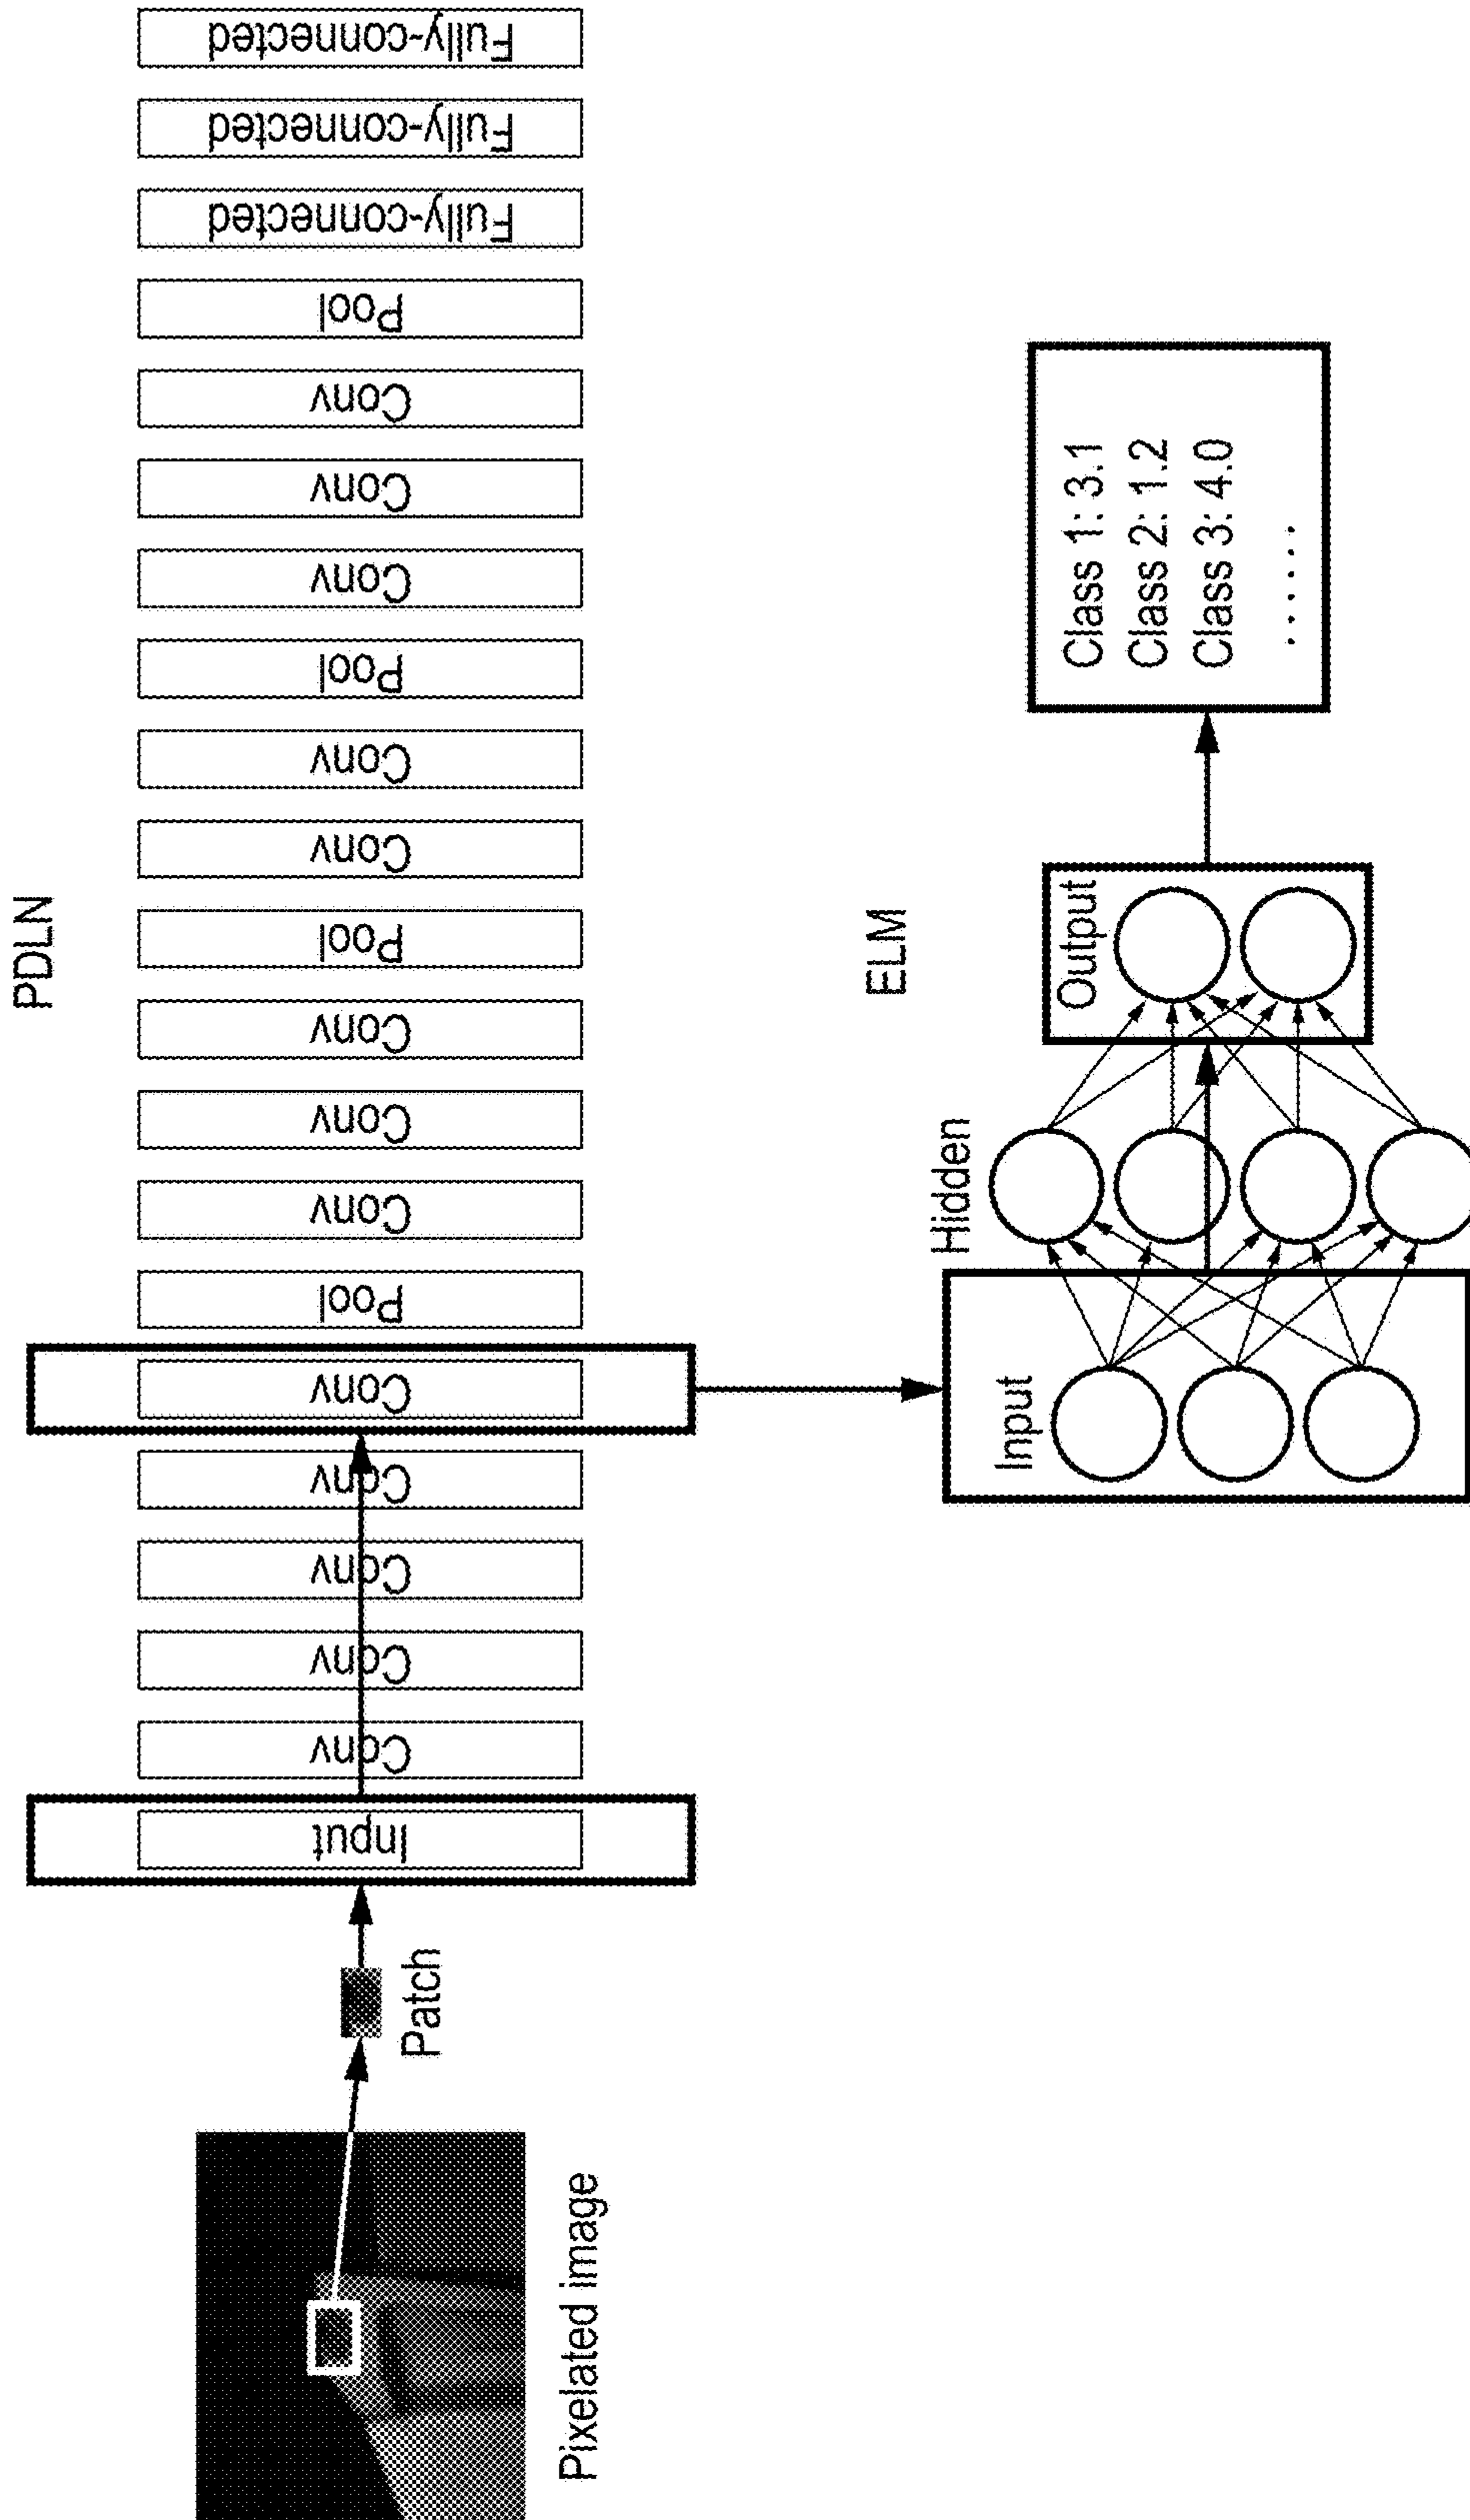 PDLN
Pixelated image
Patch
Input
Conv
Conv
Conv
Conv
Conv
Pool
Conv
Conv
Conv
Pool
Conv
Conv
Pool
Conv
Conv
Conv
Pool
Fully-connected
Fully-connected
Fully-connected
ELM
Input
Hidden
Output
Class 1: 3.1
Class 2: 1.2
Class 3: 4.0
......